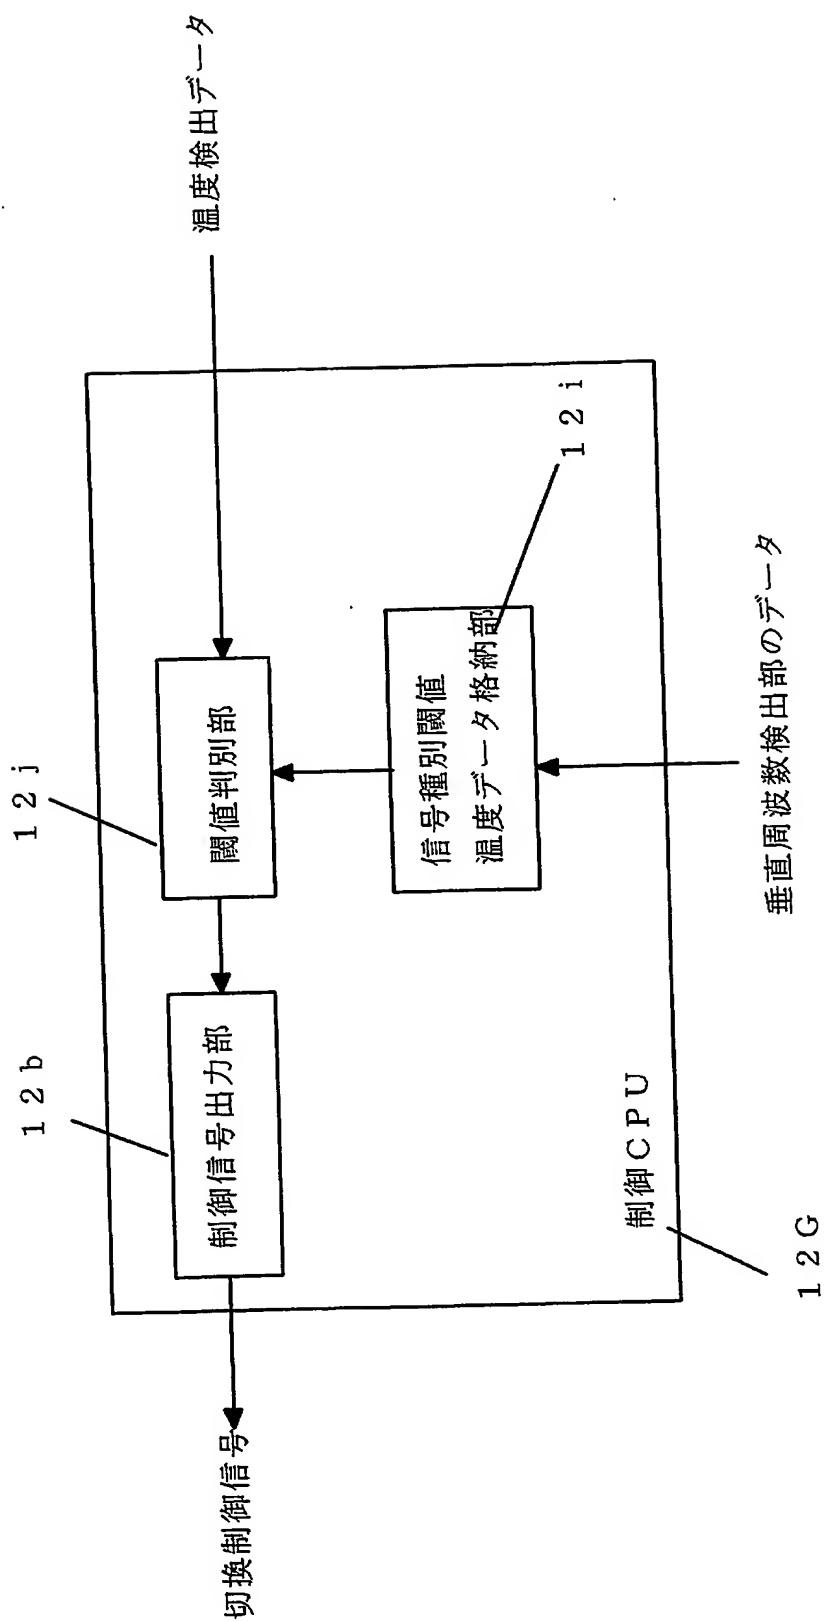 温度検出データ
12j
閾値判別部
12b
制御信号出力部
切換制御信号
12i
信号種別閾値
温度データ格納部
制御CPU
12G
垂直周波数検出部のデータ